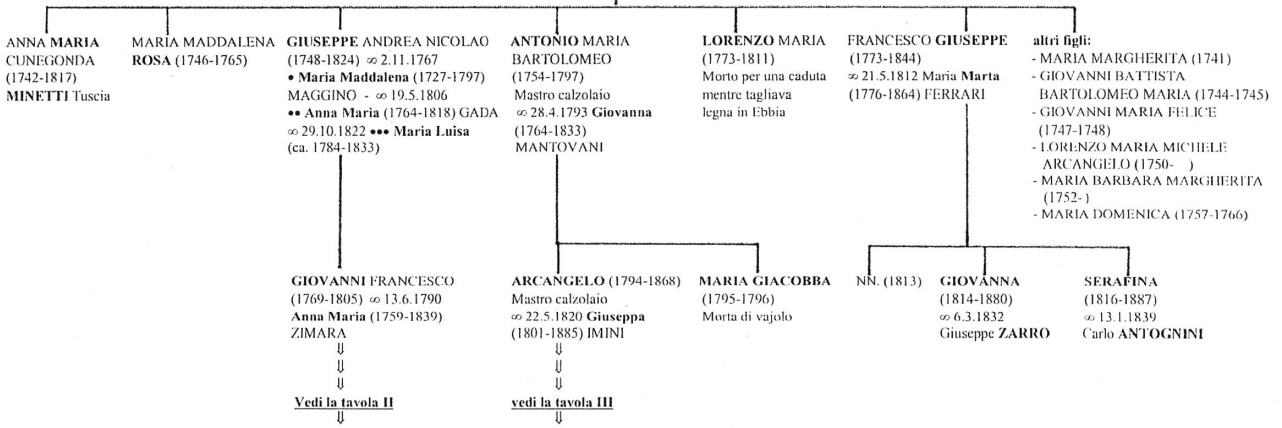 ANNA MARIA
CUNEGONDA
(1742-1817)
MINETTI Tuscia
MARIA MADDALENA
ROSA (1746-1765)
GIUSEPPE ANDREA NICOLAO
(1748-1824) ∞ 2.11.1767
• Maria Maddalena (1727-1797)
MAGGINO - ∞ 19.5.1806
•• Anna Maria (1764-1818) GADA
∞ 29.10.1822 ••• Maria Luisa
(ca. 1784-1833)
ANTONIO MARIA
BARTOLOMEO
(1754-1797)
Mastro calzolaio
∞ 28.4.1793 Giovanna
(1764-1833)
MANTOVANI
LORENZO MARIA
(1773-1811)
Morto per una caduta
mentre tagliava
legna in Ebbia
FRANCESCO GIUSEPPE
(1773-1844)
∞ 21.5.1812 Maria Marta
(1776-1864) FERRARI
altri figli:
- MARIA MARGHERITA (1741)
- GIOVANNI BATTISTA
BARTOLOMEO MARIA (1744-1745)
- GIOVANNI MARIA FELICE
(1747-1748)
- LORENZO MARIA MICHELE
ARCANGELO (1750- )
- MARIA BARBARA MARGHERITA
(1752-)
- MARIA DOMENICA (1757-1766)
GIOVANNI FRANCESCO
(1769-1805) ∞ 13.6.1790
Anna Maria (1759-1839)
ZIMARA
⇓
⇓
⇓
Vedi la tavola II
⇓
ARCANGELO (1794-1868)
Mastro calzolaio
∞ 22.5.1820 Giuseppa
(1801-1885) IMINI
⇓
⇓
⇓
vedi la tavola III
⇓
MARIA GIACOBBA
(1795-1796)
Morta di vajolo
NN. (1813)
GIOVANNA
(1814-1880)
∞ 6.3.1832
Giuseppe ZARRO
SERAFINA
(1816-1887)
∞ 13.1.1839
Carlo ANTOGNINI